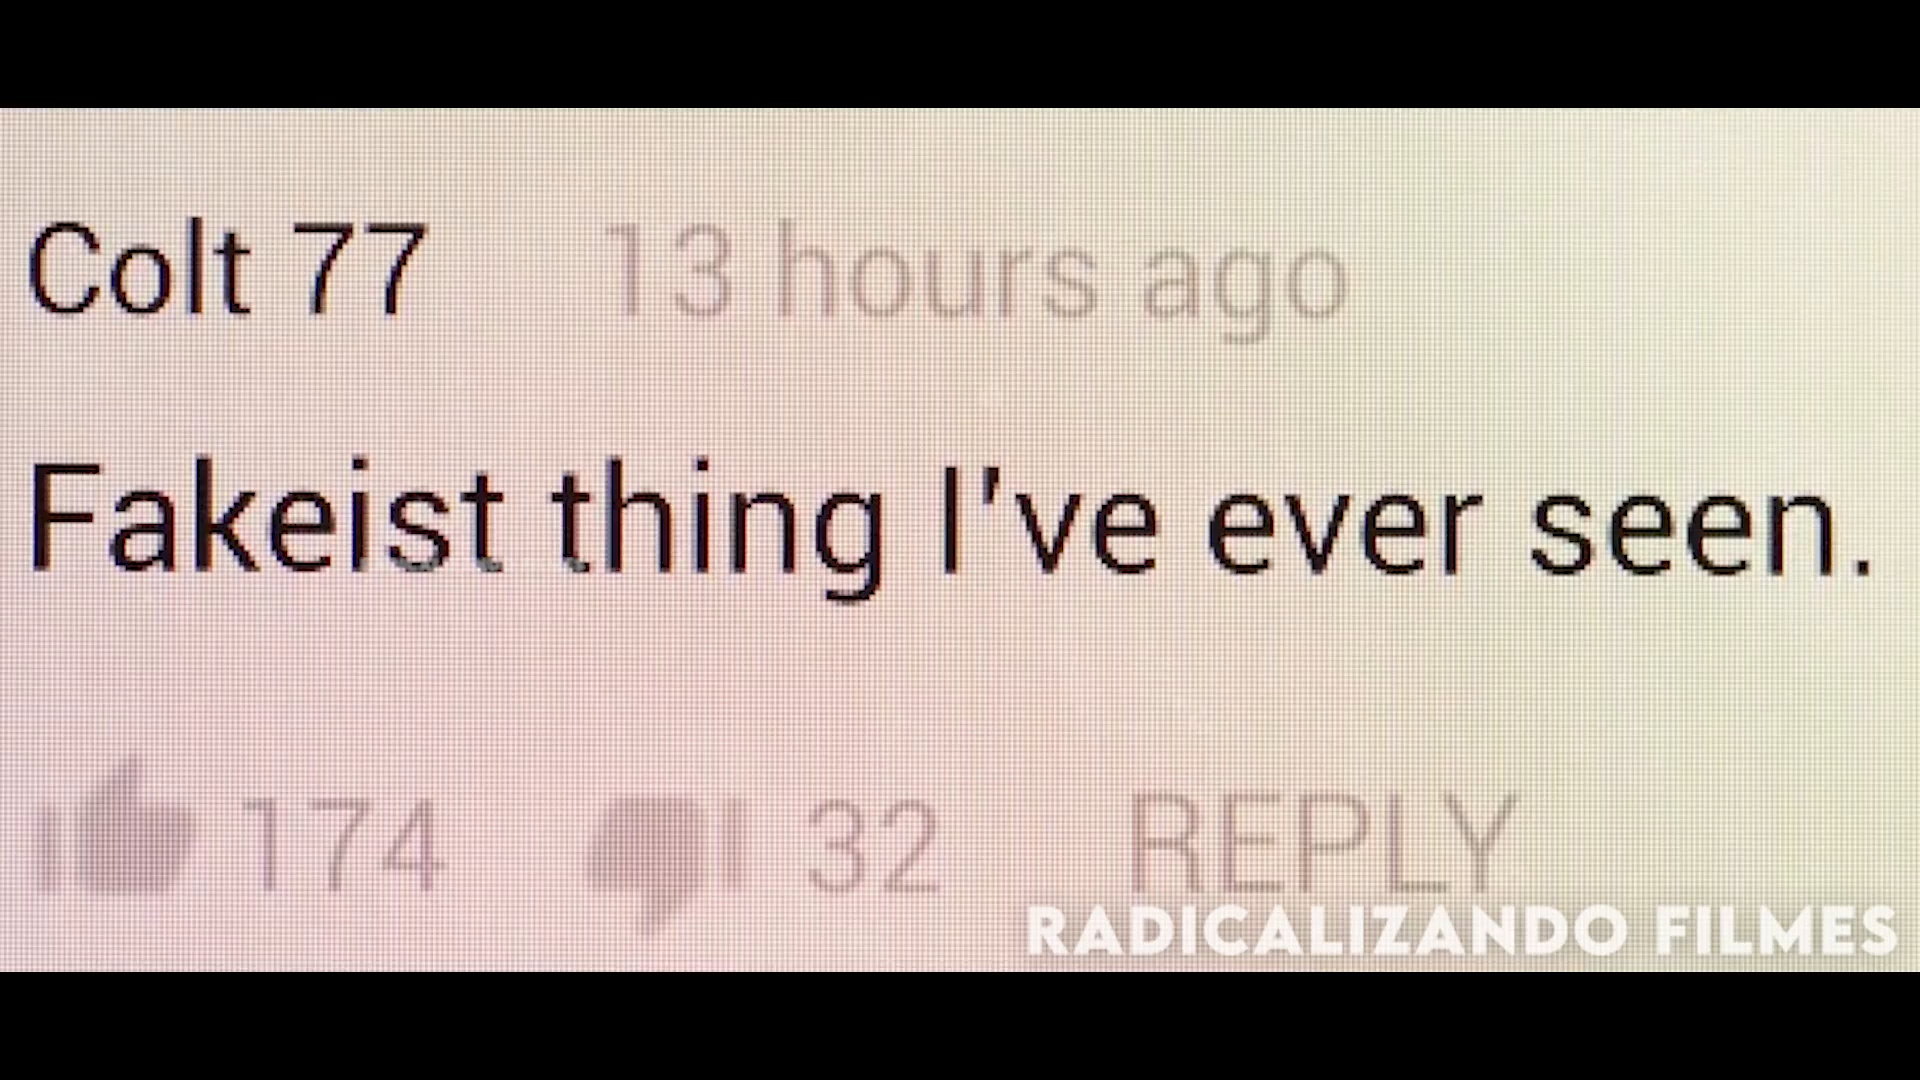 Colt 77 13 hours ago
Fakeist thing I've ever seen.
174 32 REPLY
RADICALIZANDO FILMES